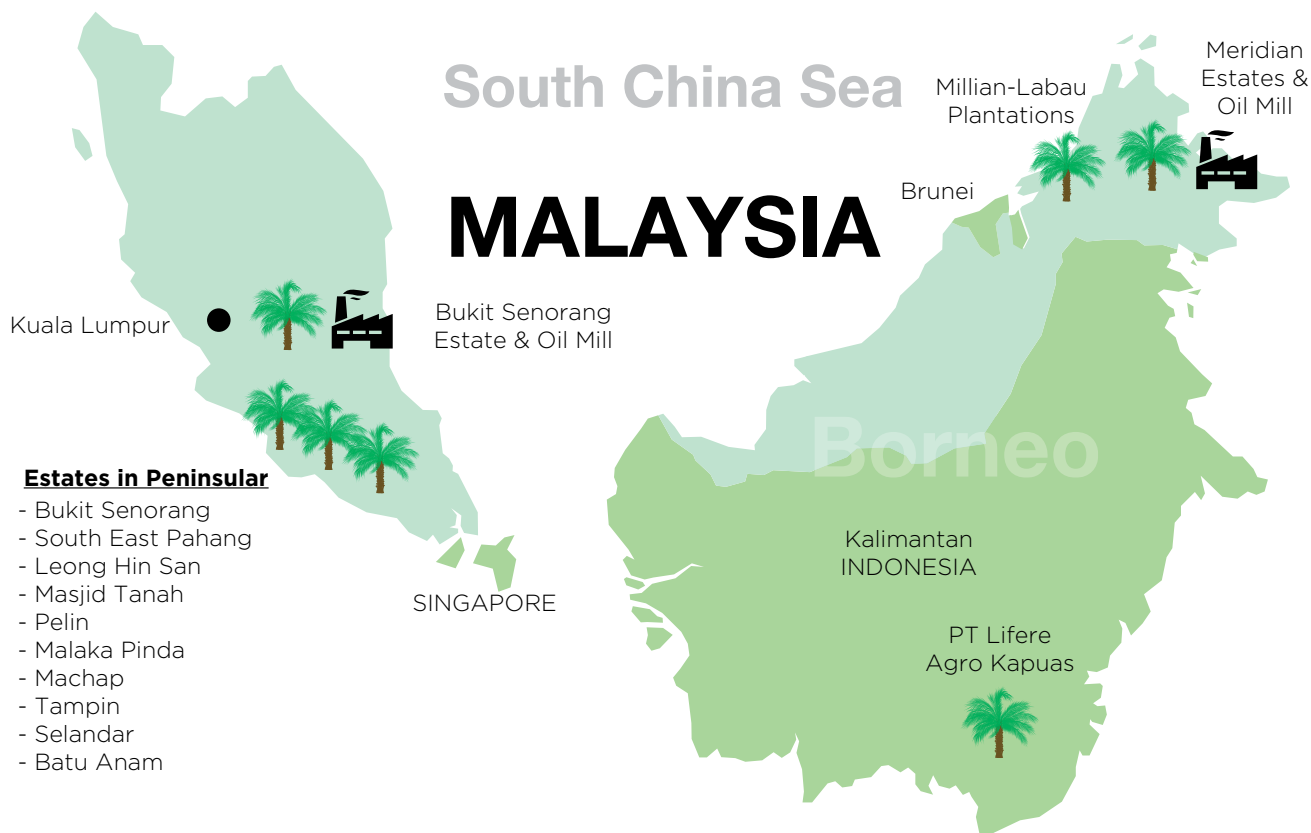 South China Sea
MALAYSIA
Millian-Labau
Plantations
Meridian
Estates &
Oil Mill
Brunei
Kuala Lumpur
Bukit Senorang
Estate & Oil Mill
Estates in Peninsular
- Bukit Senorang
- South East Pahang
- Leong Hin San
- Masjid Tanah
- Pelin
- Malaka Pinda
- Machap
- Tampin
- Selandar
- Batu Anam
SINGAPORE
Borneo
Kalimantan
INDONESIA
PT Lifere
Agro Kapuas